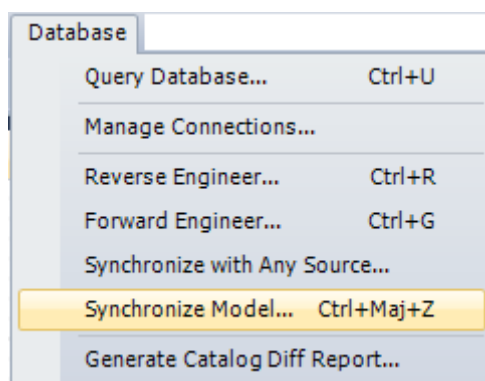 Database
Query Database... Ctrl+U
Manage Connections...
Reverse Engineer... Ctrl+R
Forward Engineer... Ctrl+G
Synchronize with Any Source...
Synchronize Model... Ctrl+Maj+Z
Generate Catalog Diff Report...